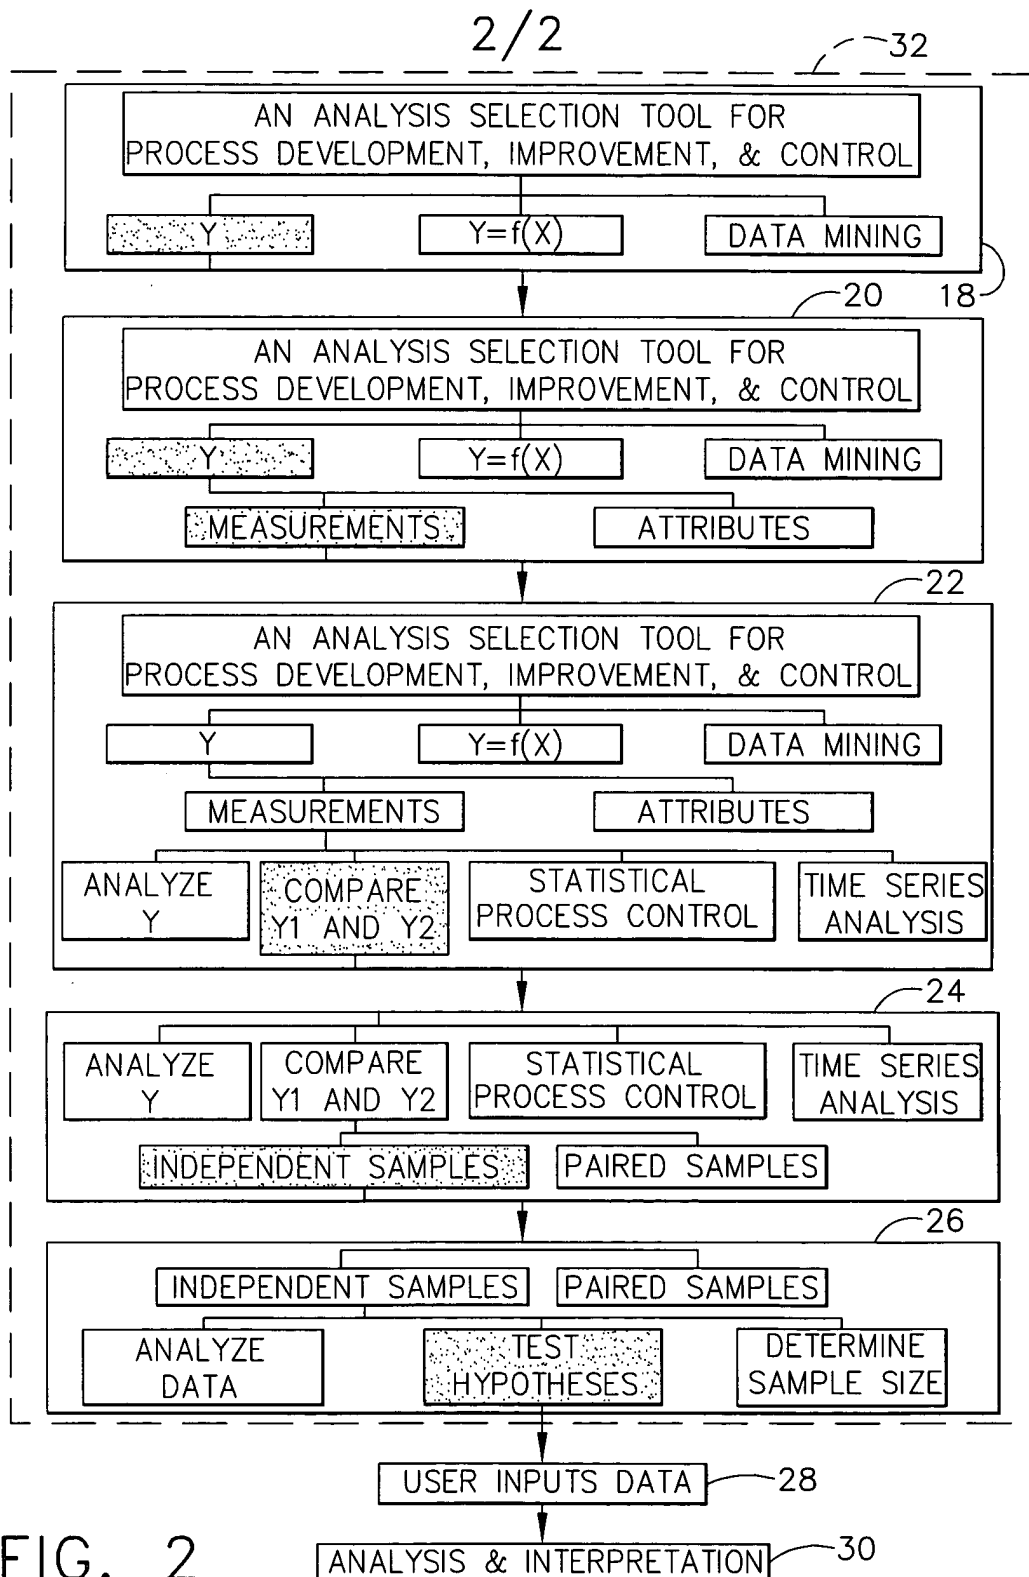 2/2
32
AN ANALYSIS SELECTION TOOL FOR
PROCESS DEVELOPMENT, IMPROVEMENT, & CONTROL
Y
Y=f(X)
DATA MINING
18
20
AN ANALYSIS SELECTION TOOL FOR
PROCESS DEVELOPMENT, IMPROVEMENT, & CONTROL
Y
Y=f(X)
DATA MINING
MEASUREMENTS
ATTRIBUTES
22
AN ANALYSIS SELECTION TOOL FOR
PROCESS DEVELOPMENT, IMPROVEMENT, & CONTROL
Y
Y=f(X)
DATA MINING
MEASUREMENTS
ATTRIBUTES
ANALYZE
Y
COMPARE
Y1 AND Y2
STATISTICAL
PROCESS CONTROL
TIME SERIES
ANALYSIS
24
ANALYZE
Y
COMPARE
Y1 AND Y2
STATISTICAL
PROCESS CONTROL
TIME SERIES
ANALYSIS
INDEPENDENT SAMPLES
PAIRED SAMPLES
26
INDEPENDENT SAMPLES
PAIRED SAMPLES
ANALYZE
DATA
TEST
HYPOTHESES
DETERMINE
SAMPLE SIZE
USER INPUTS DATA
28
ANALYSIS & INTERPRETATION
30
FIG. 2